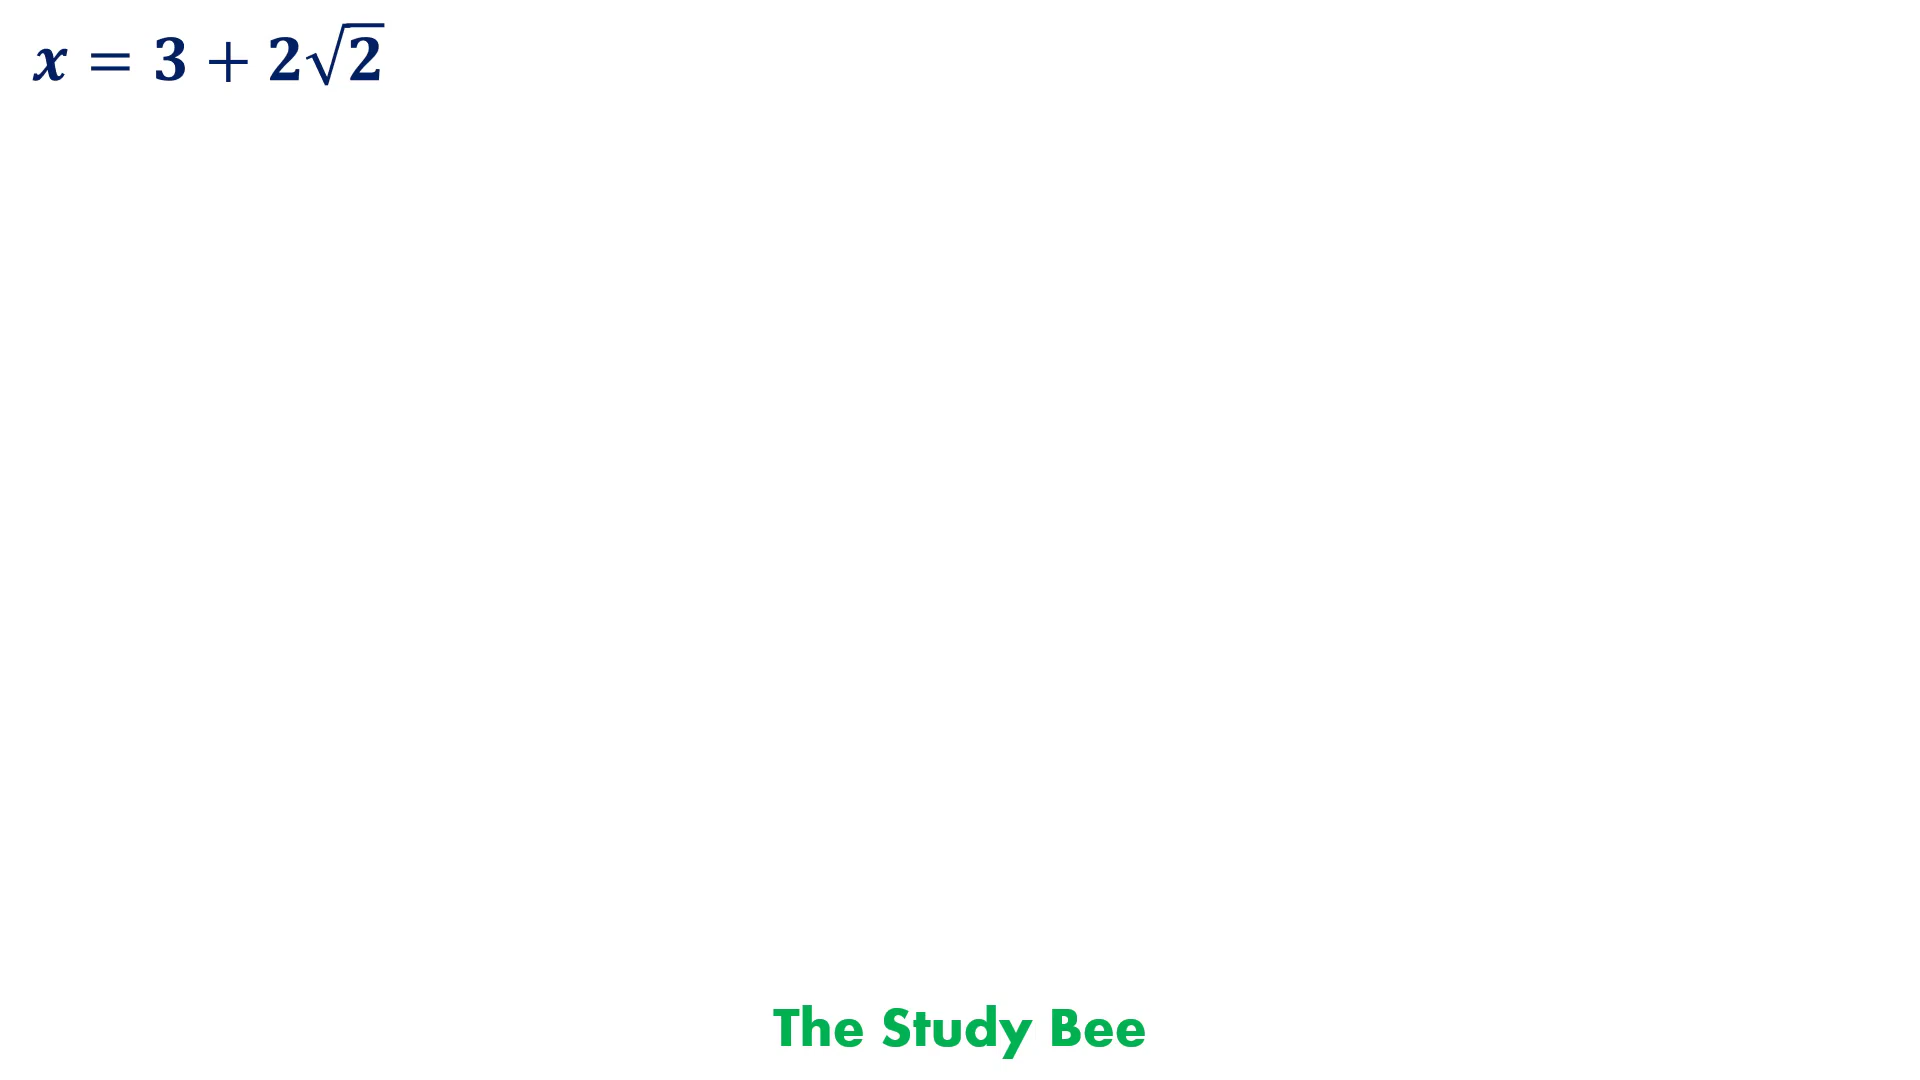 x = 3 + 2√2
The Study Bee